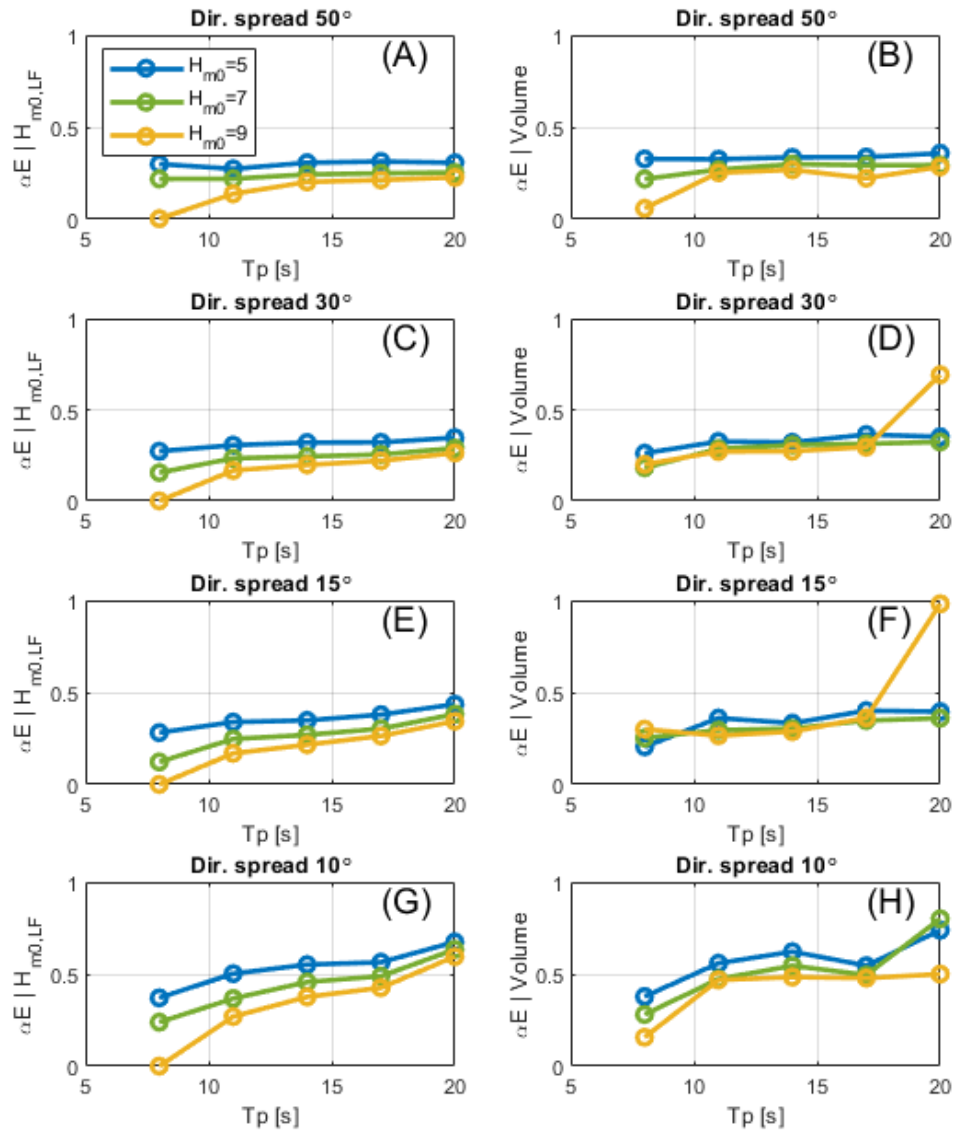 Dir. spread 50°
(A)
H_m0=5
H_m0=7
H_m0=9
αE | H_m0,LF
1
0.5
0
5 10 15 20
Tp [s]
Dir. spread 50°
(B)
αE | Volume
1
0.5
0
5 10 15 20
Tp [s]
Dir. spread 30°
(C)
αE | H_m0,LF
1
0.5
0
5 10 15 20
Tp [s]
Dir. spread 30°
(D)
αE | Volume
1
0.5
0
5 10 15 20
Tp [s]
Dir. spread 15°
(E)
αE | H_m0,LF
1
0.5
0
5 10 15 20
Tp [s]
Dir. spread 15°
(F)
αE | Volume
1
0.5
0
5 10 15 20
Tp [s]
Dir. spread 10°
(G)
αE | H_m0,LF
1
0.5
0
5 10 15 20
Tp [s]
Dir. spread 10°
(H)
αE | Volume
1
0.5
0
5 10 15 20
Tp [s]